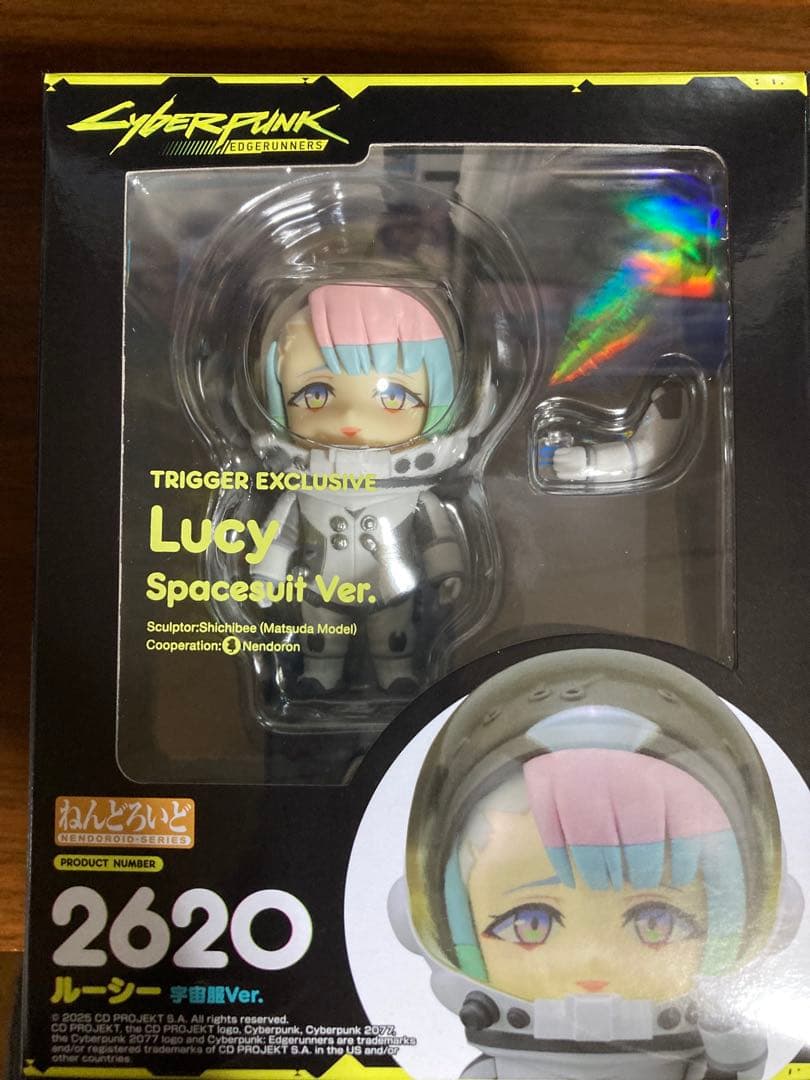 CYBERPUNK
EDGERUNNERS
TRIGGER EXCLUSIVE
Lucy
Spacesuit Ver.
Sculptor:Shichibee (Matsuda Model)
Cooperation: Nendoron
ねんどろいど
NENDOROID-SERIES
PRODUCT NUMBER
2620
ルーシー 宇宙服Ver.
© 2025 CD PROJEKT S.A. All rights reserved.
CD PROJEKT, the CD PROJEKT logo, Cyberpunk, Cyberpunk 2077,
the Cyberpunk 2077 logo and Cyberpunk: Edgerunners are trademarks
and/or registered trademarks of CD PROJEKT S.A. in the US and/or
other countries.